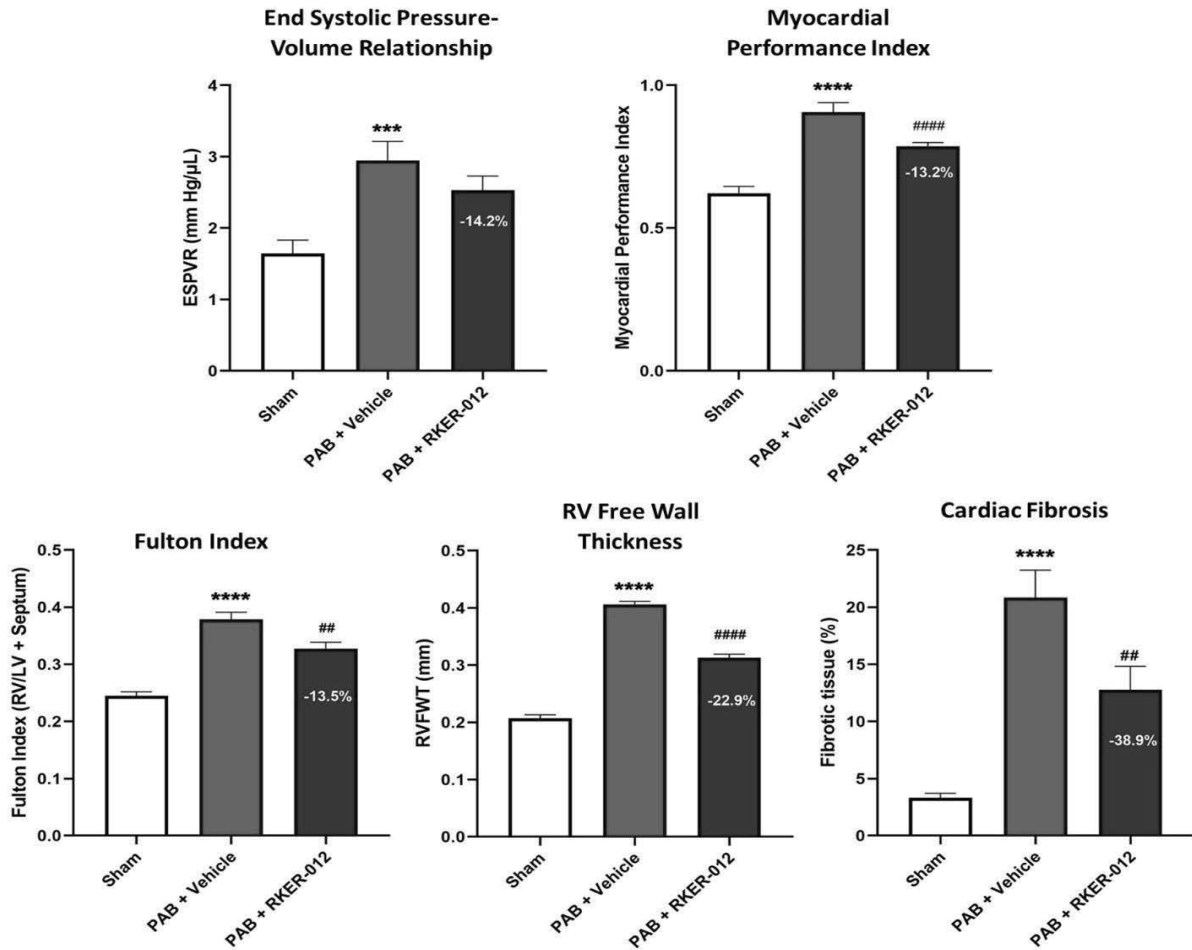 End Systolic Pressure-
Volume Relationship
ESPVR (mm Hg/µL)
4
3
2
1
0
***
-14.2%
Sham
PAB + Vehicle
PAB + RKER-012
Myocardial
Performance Index
Myocardial Performance Index
1.0
0.5
0.0
****
####
-13.2%
Sham
PAB + Vehicle
PAB + RKER-012
Fulton Index
Fulton Index (RV/LV + Septum)
0.5
0.4
0.3
0.2
0.1
0.0
****
##
-13.5%
Sham
PAB + Vehicle
PAB + RKER-012
RV Free Wall
Thickness
RVFWT (mm)
0.5
0.4
0.3
0.2
0.1
0.0
****
####
-22.9%
Sham
PAB + Vehicle
PAB + RKER-012
Cardiac Fibrosis
Fibrotic tissue (%)
25
20
15
10
5
0
****
##
-38.9%
Sham
PAB + Vehicle
PAB + RKER-012